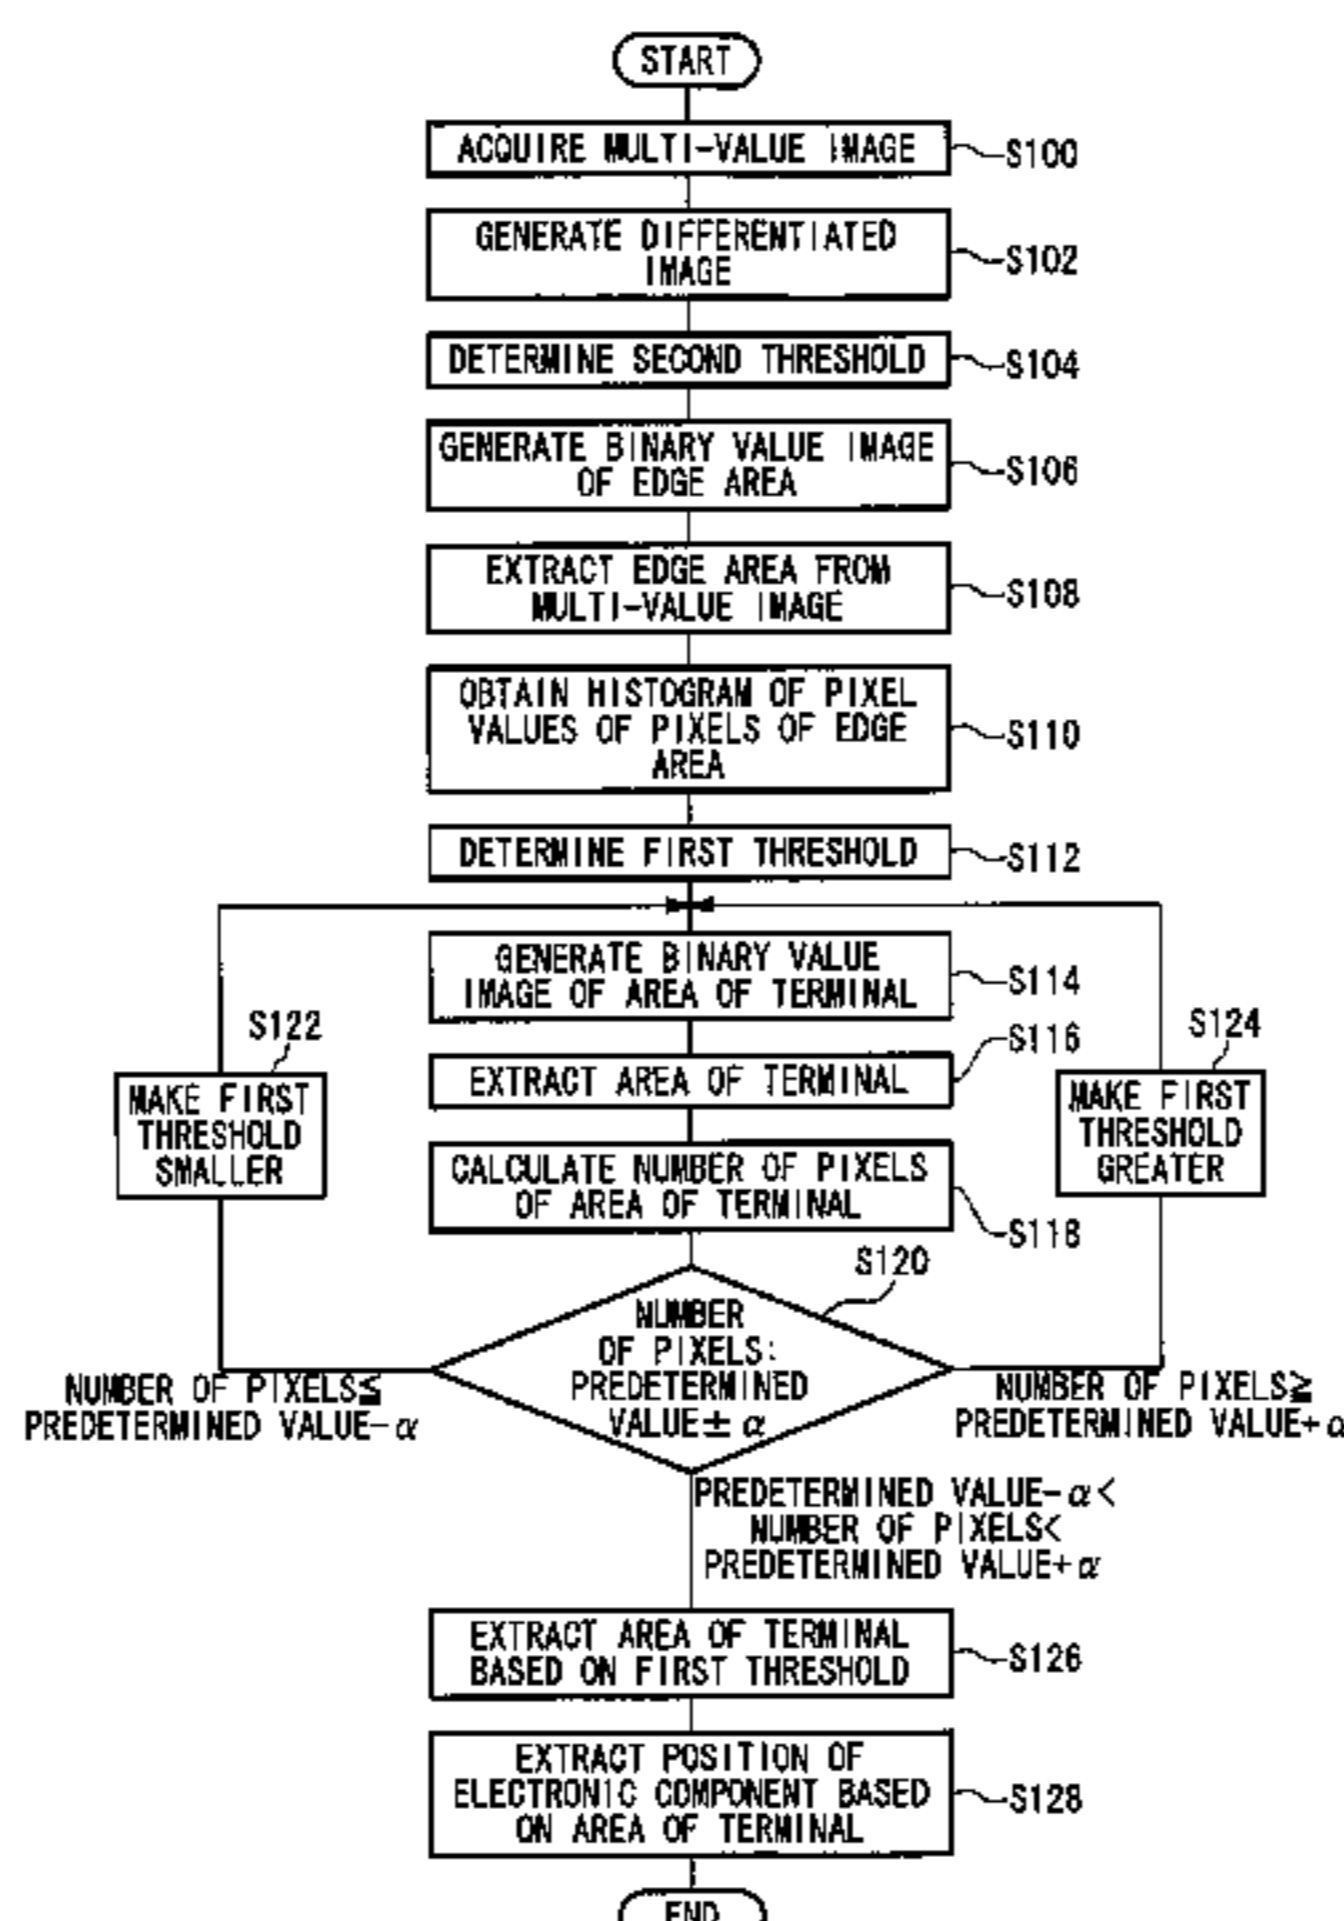 START
ACQUIRE MULTI-VALUE IMAGE
S100
GENERATE DIFFERENTIATED
IMAGE
S102
DETERMINE SECOND THRESHOLD
S104
GENERATE BINARY VALUE IMAGE
OF EDGE AREA
S106
EXTRACT EDGE AREA FROM
MULTI-VALUE IMAGE
S108
OBTAIN HISTOGRAM OF PIXEL
VALUES OF PIXELS OF EDGE
AREA
S110
DETERMINE FIRST THRESHOLD
S112
GENERATE BINARY VALUE
IMAGE OF AREA OF TERMINAL
S114
EXTRACT AREA OF TERMINAL
S116
S122
MAKE FIRST
THRESHOLD
SMALLER
S124
MAKE FIRST
THRESHOLD
GREATER
CALCULATE NUMBER OF PIXELS
OF AREA OF TERMINAL
S118
S120
NUMBER
OF PIXELS:
PREDETERMINED
VALUE±α
NUMBER OF PIXELS≦
PREDETERMINED VALUE-α
NUMBER OF PIXELS≧
PREDETERMINED VALUE+α
PREDETERMINED VALUE-α<
NUMBER OF PIXELS<
PREDETERMINED VALUE+α
EXTRACT AREA OF TERMINAL
BASED ON FIRST THRESHOLD
S126
EXTRACT POSITION OF
ELECTRONIC COMPONENT BASED
ON AREA OF TERMINAL
S128
END